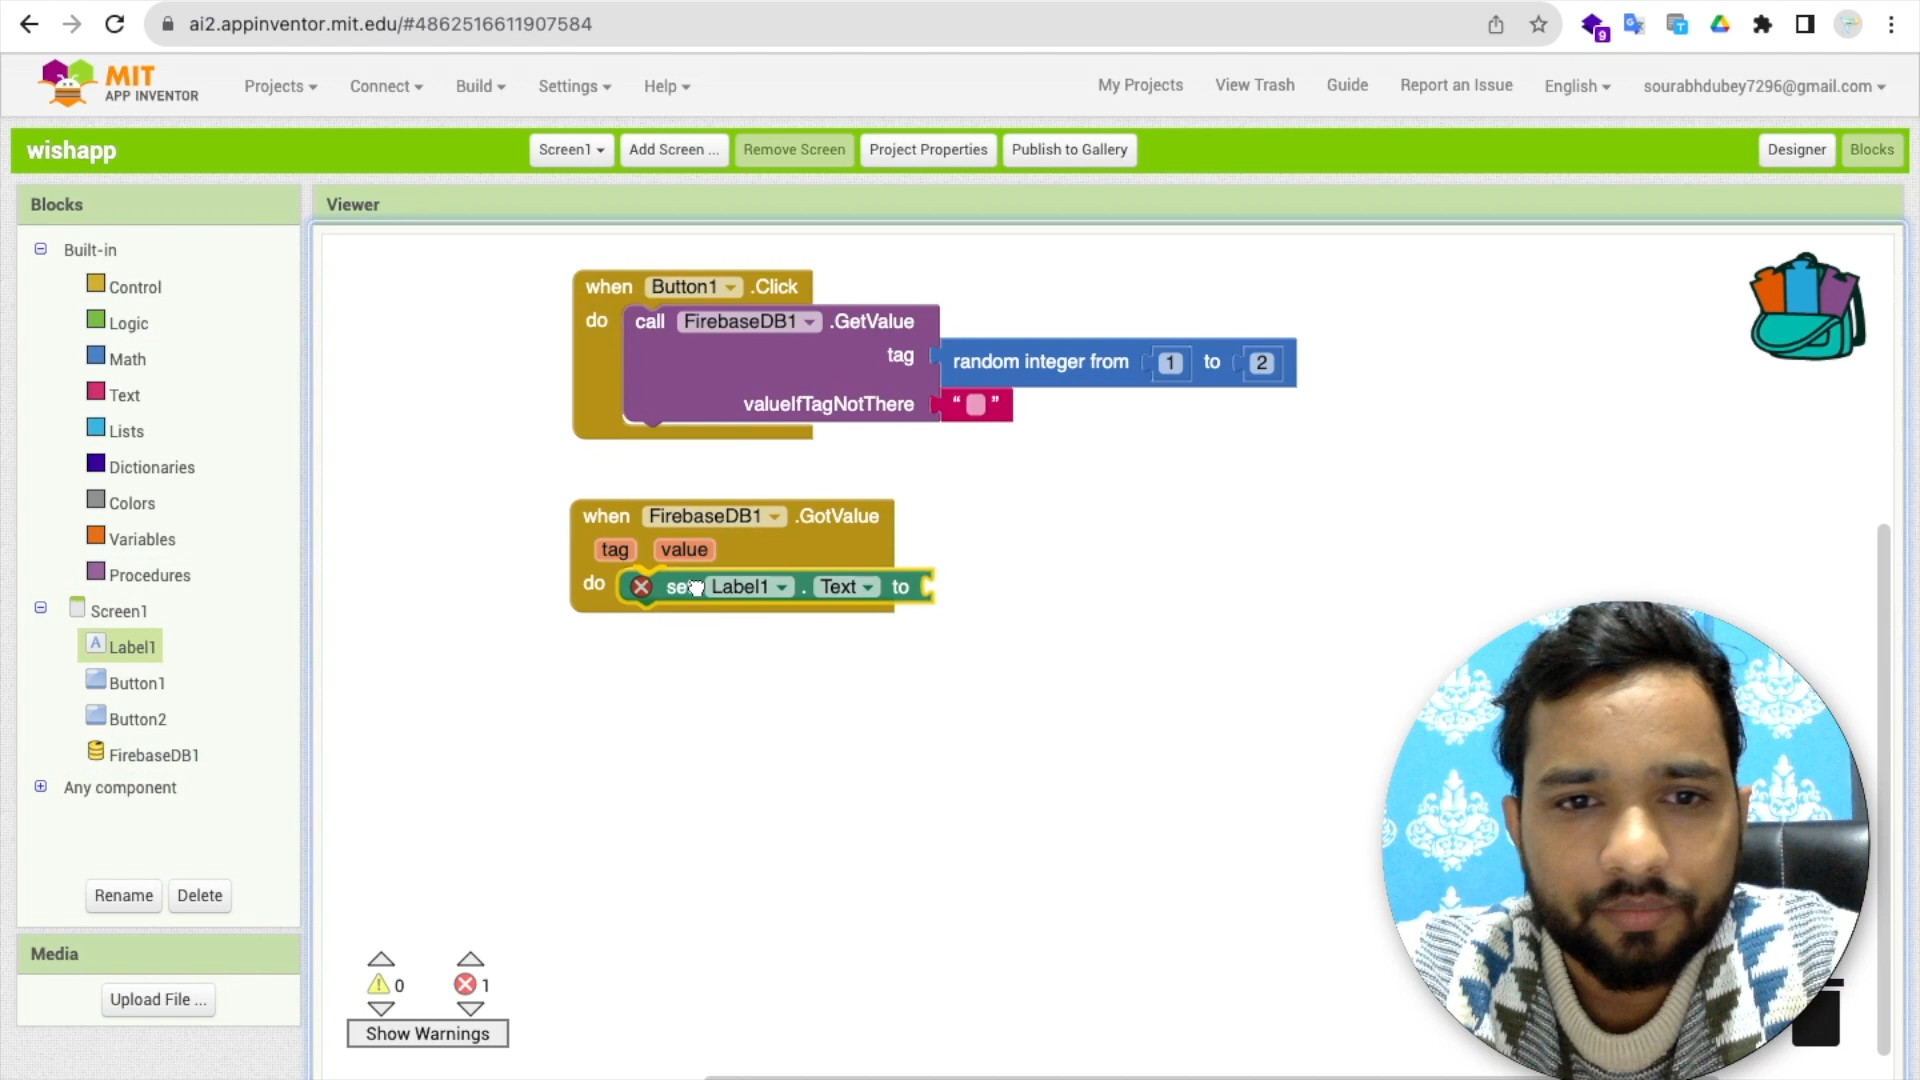 ai2.appinventor.mit.edu/#4862516611907584
9
MIT
APP INVENTOR
Projects
Connect
Build
Settings
Help
My Projects
View Trash
Guide
Report an Issue
English
sourabhdubey7296@gmail.com
wishapp
Screen1
Add Screen ...
Remove Screen
Project Properties
Publish to Gallery
Designer
Blocks
Blocks
Built-in
Control
Logic
Math
Text
Lists
Dictionaries
Colors
Variables
Procedures
Screen1
A Label1
Button1
Button2
FirebaseDB1
Any component
Rename
Delete
Media
Upload File ...
Viewer
when Button1 .Click
do call FirebaseDB1 .GetValue
tag random integer from 1 to 2
valueIfTagNotThere “ ”
when FirebaseDB1 .GotValue
tag value
do set Label1 . Text to
0 1
Show Warnings